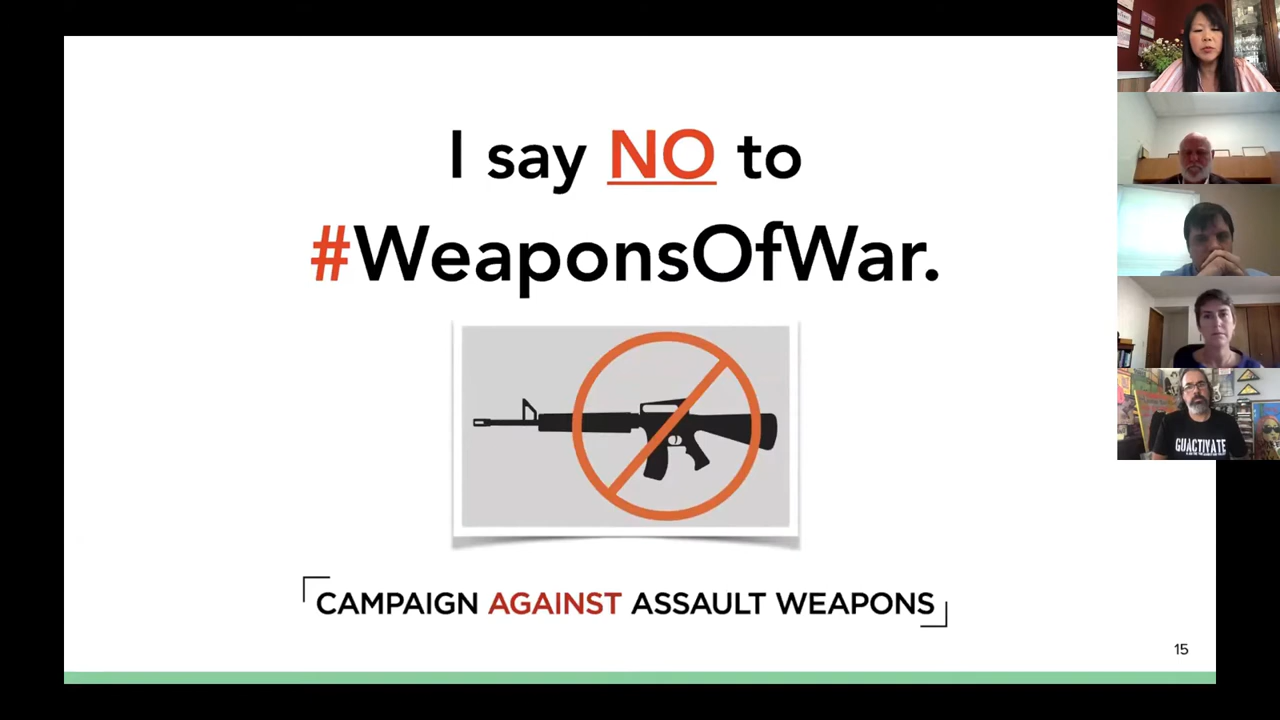 I say NO to
#WeaponsOfWar.
CAMPAIGN AGAINST ASSAULT WEAPONS
15
GUACTIVATE